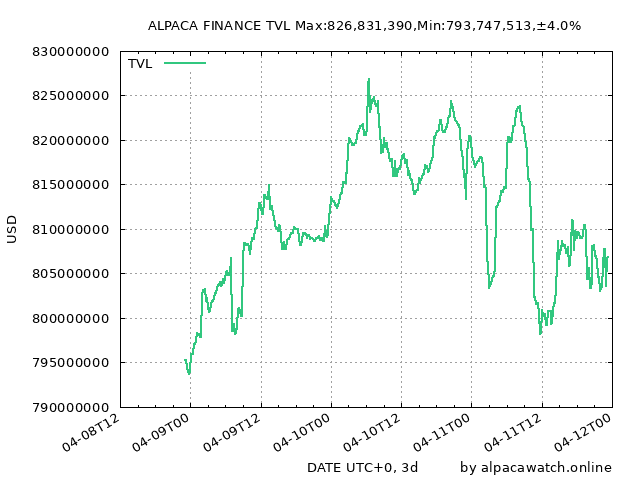 ALPACA FINANCE TVL Max:826,831,390,Min:793,747,513,±4.0%
830000000
TVL
825000000
820000000
815000000
810000000
USD
805000000
800000000
795000000
790000000
04-08T12 04-09T00 04-09T12 04-10T00 04-10T12 04-11T00 04-11T12 04-12T00
DATE UTC+0, 3d by alpacawatch.online